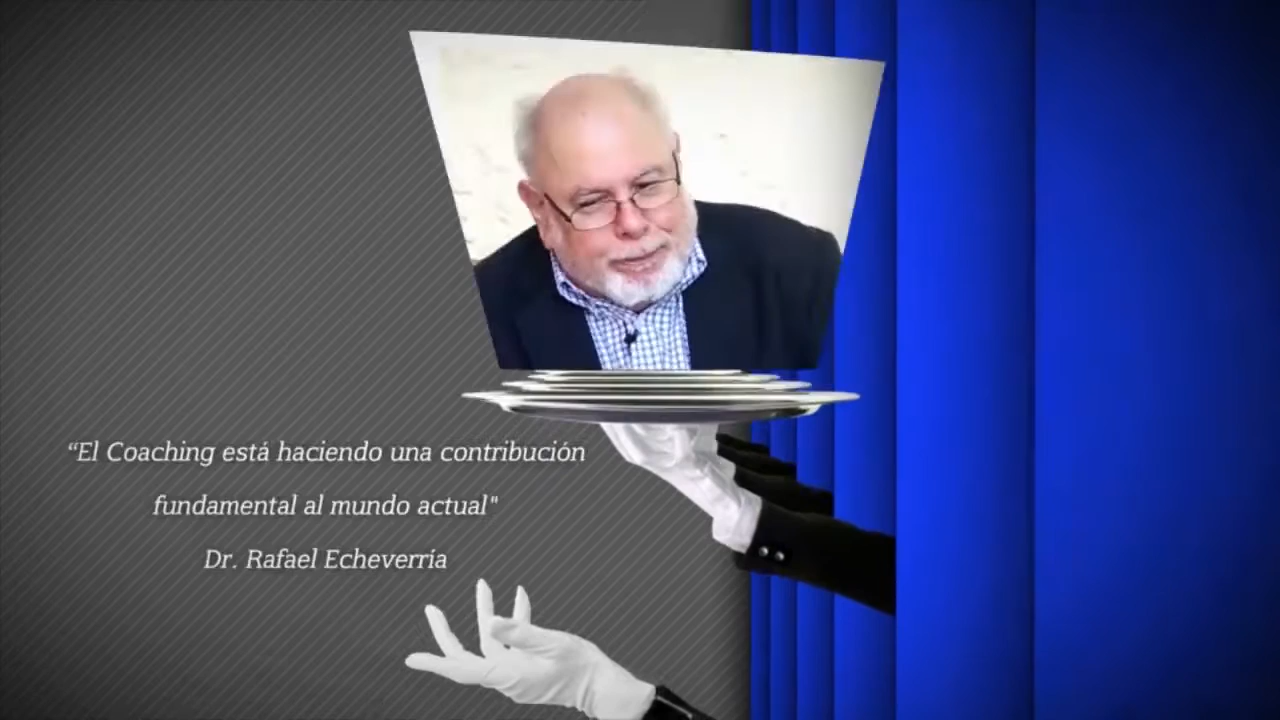 “El Coaching está haciendo una contribución
fundamental al mundo actual"
Dr. Rafael Echeverría